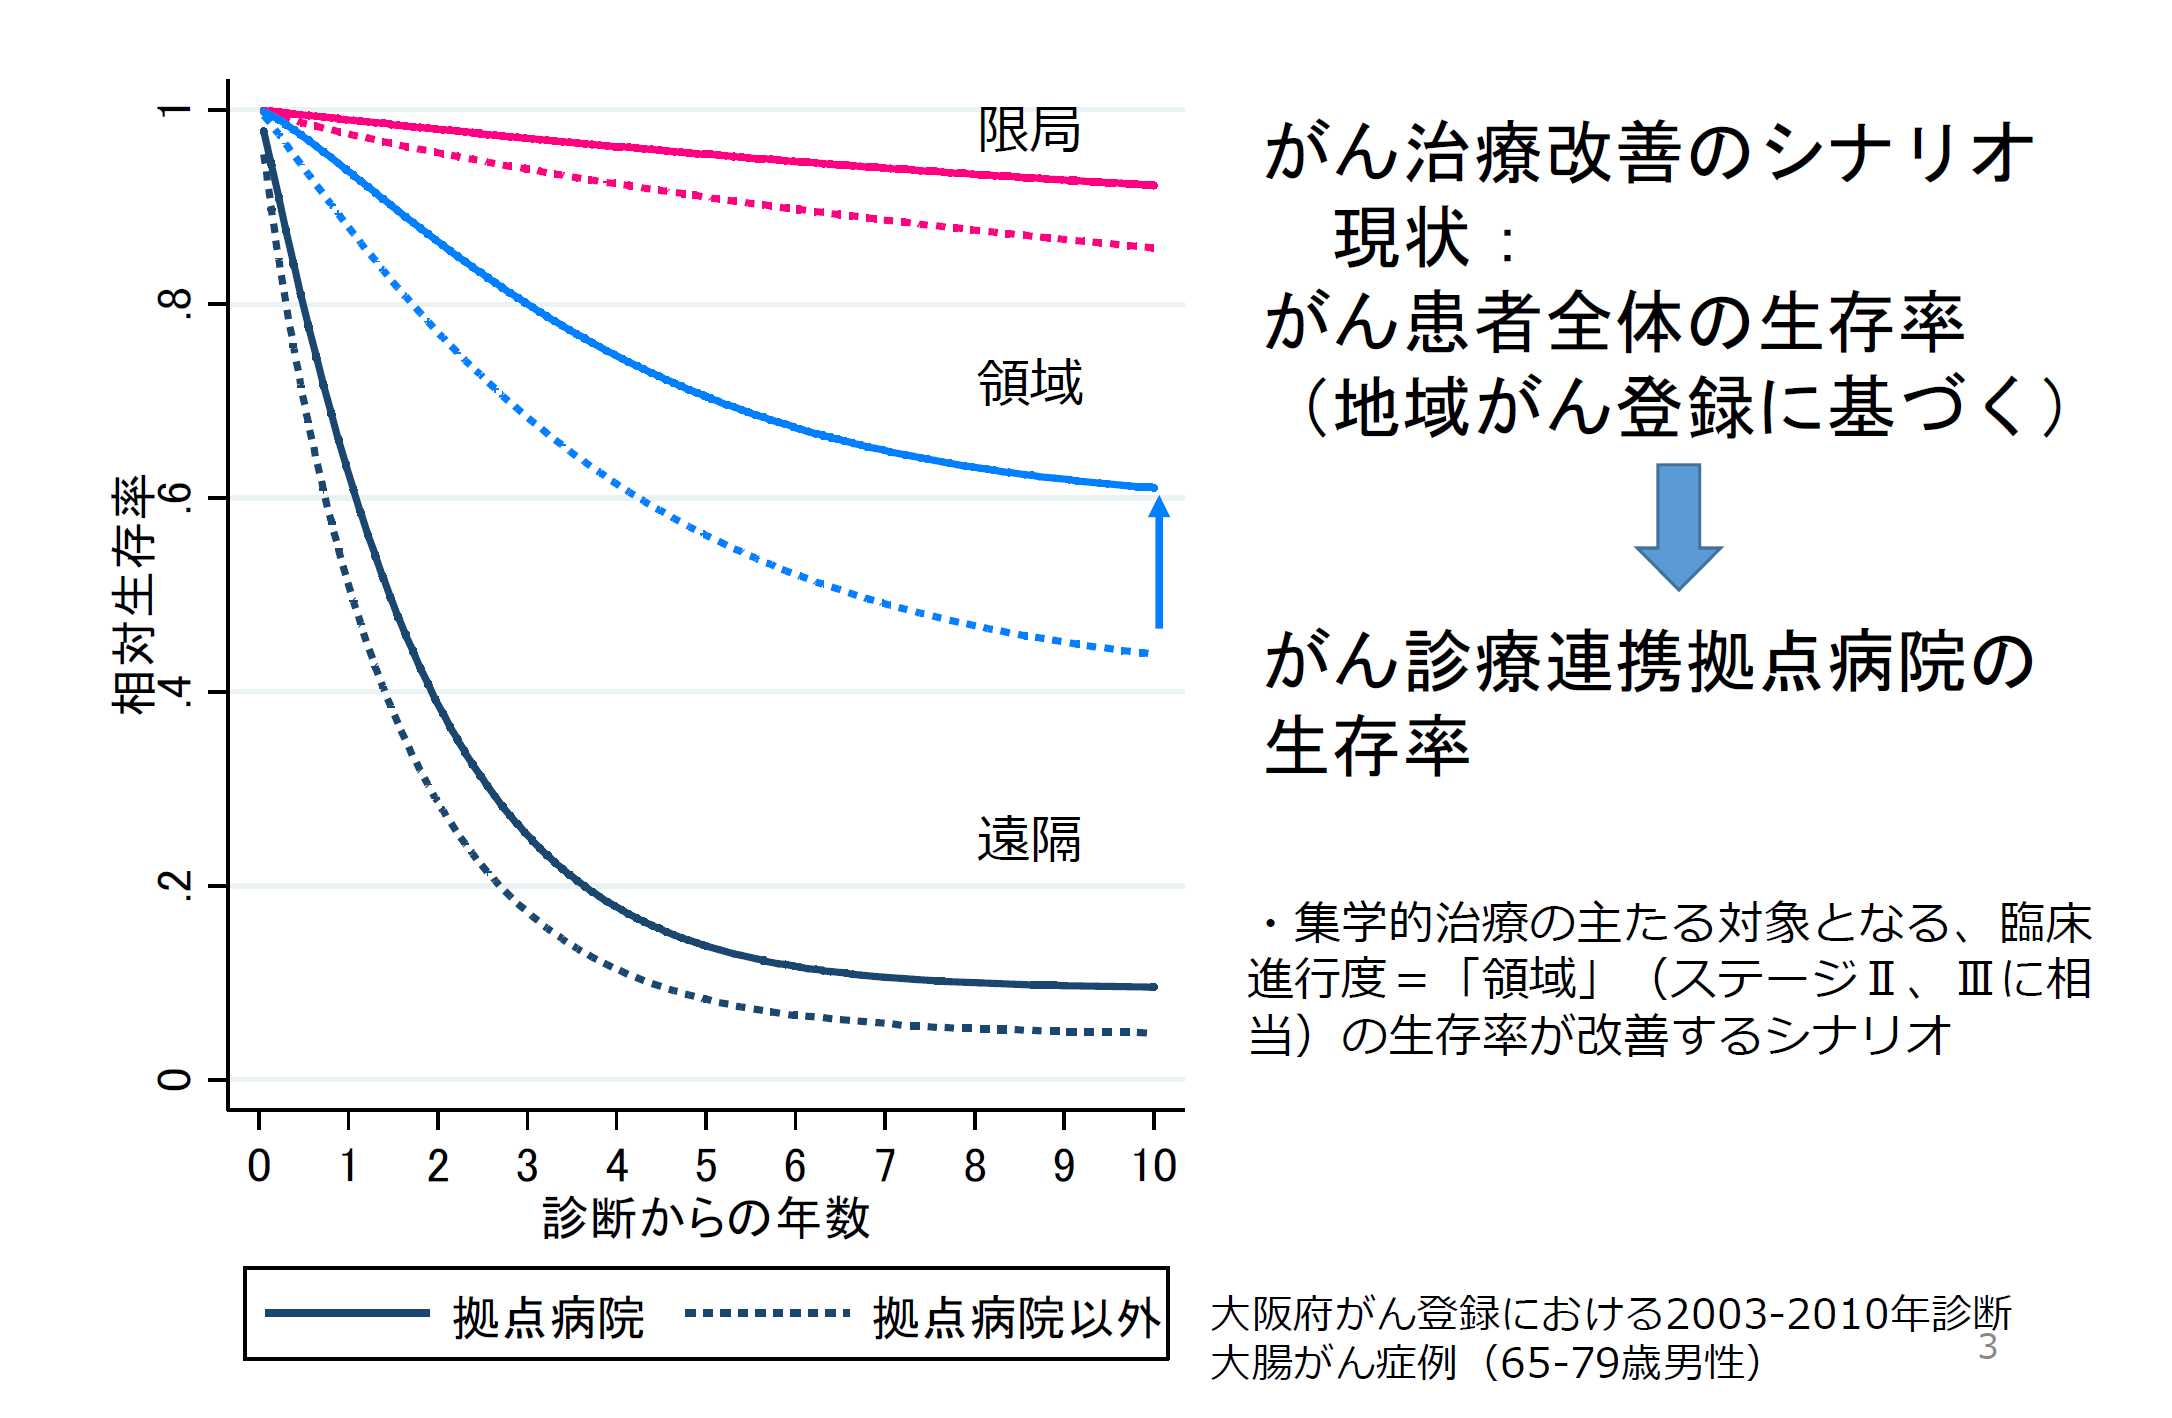 1
.8
.6
.4
.2
0
相対生存率
限局
領域
遠隔
0 1 2 3 4 5 6 7 8 9 10
診断からの年数
拠点病院 拠点病院以外
がん治療改善のシナリオ
現状：
がん患者全体の生存率
（地域がん登録に基づく）
がん診療連携拠点病院の
生存率
・集学的治療の主たる対象となる、臨床
進行度＝「領域」（ステージⅡ、Ⅲに相
当）の生存率が改善するシナリオ
大阪府がん登録における2003-2010年診断
大腸がん症例（65-79歳男性）
3